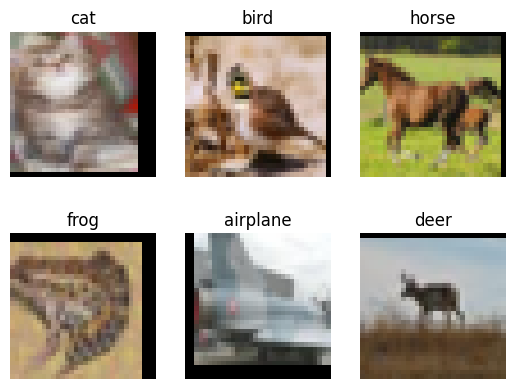 cat
bird
horse
frog
airplane
deer